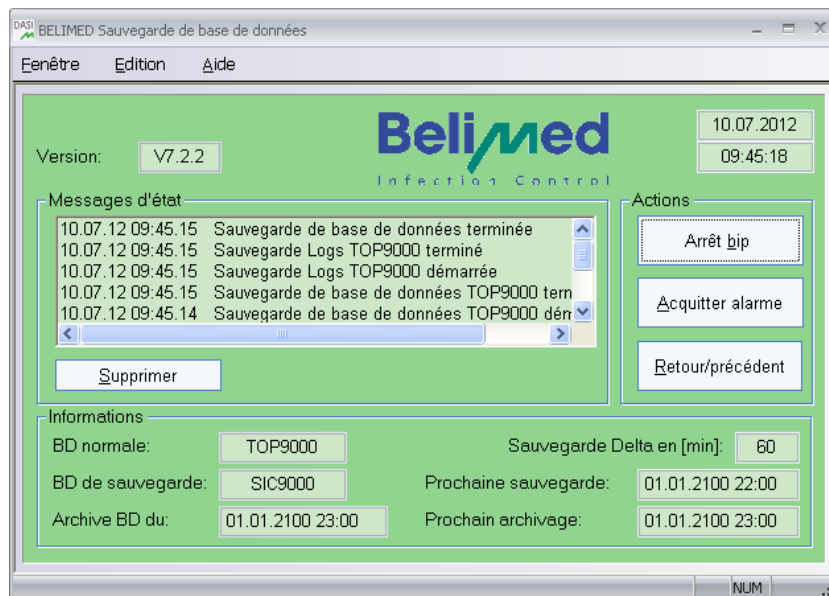 DASI BELIMED Sauvegarde de base de données
Fenêtre Edition Aide
Belimed
Infection Control
10.07.2012
Version: V7.2.2
09:45:18
Messages d'état
10.07.12 09:45.15 Sauvegarde de base de données terminée
10.07.12 09:45.15 Sauvegarde Logs TOP9000 terminé
10.07.12 09:45.15 Sauvegarde Logs TOP9000 démarrée
10.07.12 09:45.15 Sauvegarde de base de données TOP9000 tern
10.07.12 09:45.14 Sauvegarde de base de données TOP9000 dém
Supprimer
Actions
Arrêt bip
Acquitter alarme
Retour/précédent
Informations
BD normale: TOP9000 Sauvegarde Delta en [min]: 60
BD de sauvegarde: SIC9000 Prochaine sauvegarde: 01.01.2100 22:00
Archive BD du: 01.01.2100 23:00 Prochain archivage: 01.01.2100 23:00
NUM